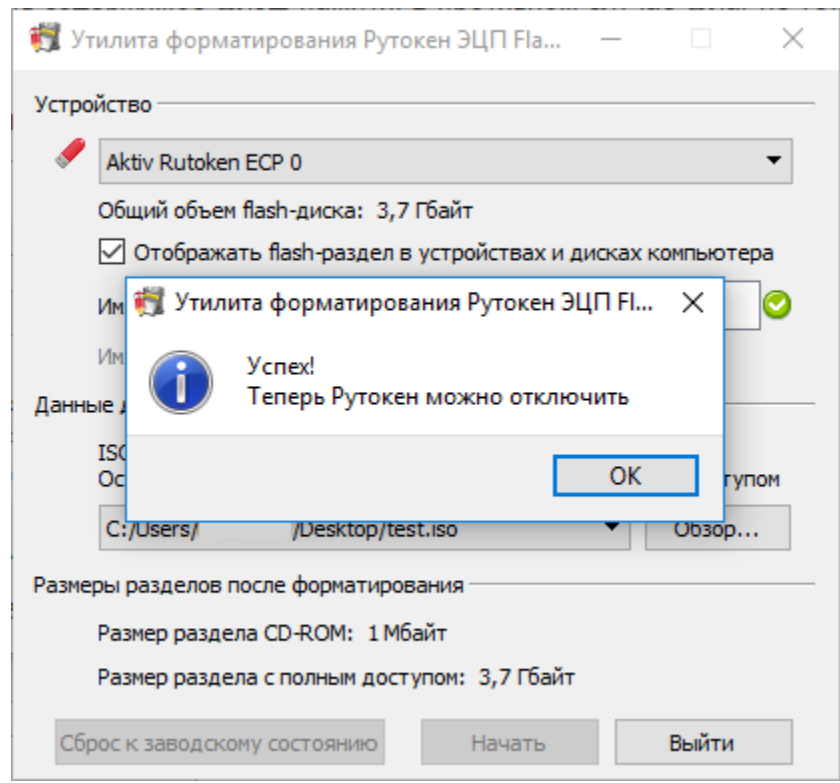 Утилита форматирования Рутокен ЭЦП Fla...
Устройство
Aktiv Rutoken ECP 0
Общий объем flash-диска: 3,7 Гбайт
Отображать flash-раздел в устройствах и дисках компьютера
Утилита форматирования Рутокен ЭЦП Fl...
Успех!
Теперь Рутокен можно отключить
OK
Данные
C:/Users/ /Desktop/test.iso
Обзор...
Размеры разделов после форматирования
Размер раздела CD-ROM: 1 Мбайт
Размер раздела с полным доступом: 3,7 Гбайт
Сброс к заводскому состоянию
Начать
Выйти